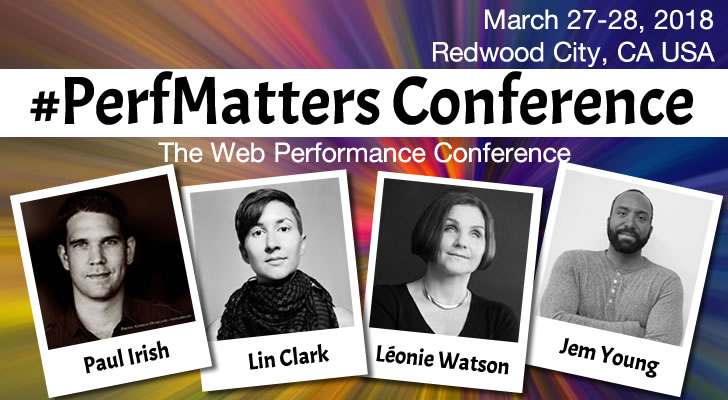 March 27-28, 2018
Redwood City, CA USA
#PerfMatters Conference
The Web Performance Conference
Paul Irish
Lin Clark
Léonie Watson
Jem Young